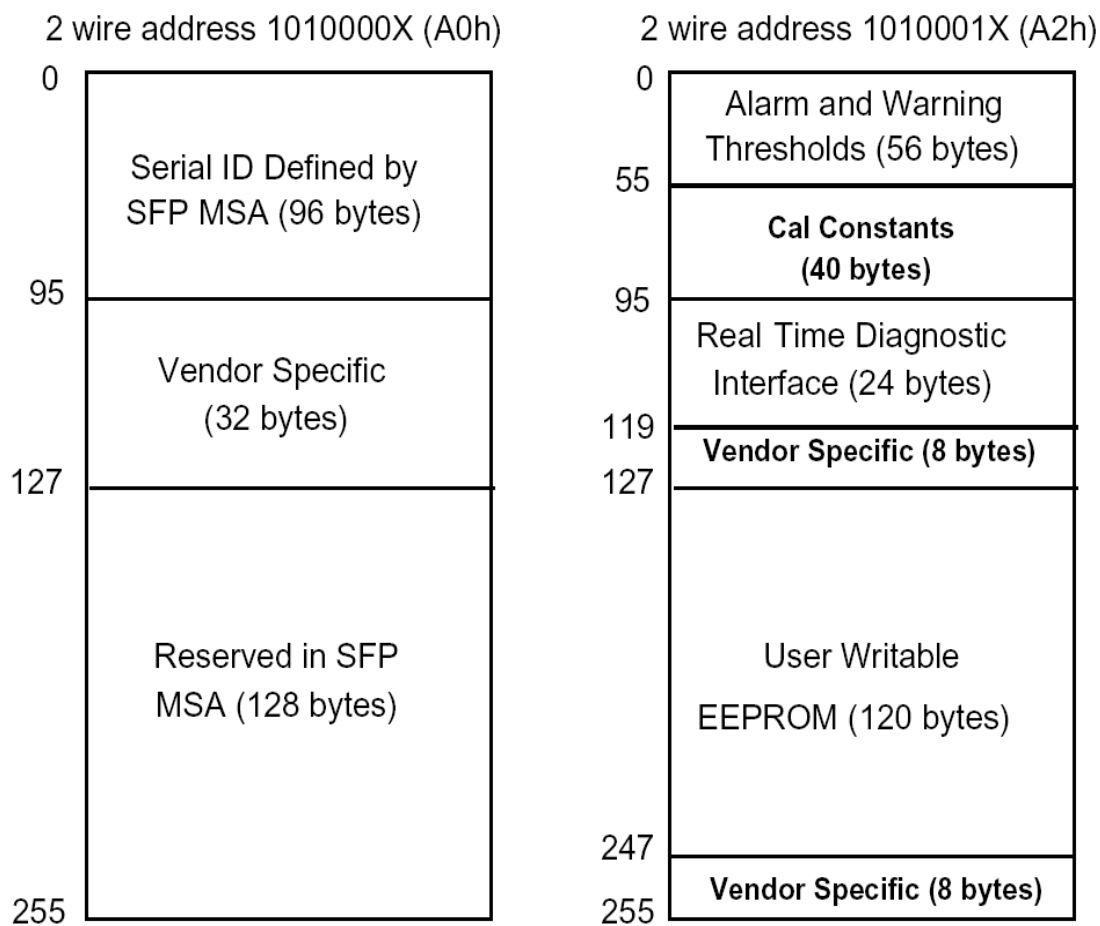 2 wire address 1010000X (A0h)
0
Serial ID Defined by
SFP MSA (96 bytes)
95
Vendor Specific
(32 bytes)
127
Reserved in SFP
MSA (128 bytes)
255
2 wire address 1010001X (A2h)
0
Alarm and Warning
Thresholds (56 bytes)
55
Cal Constants
(40 bytes)
95
Real Time Diagnostic
Interface (24 bytes)
119
Vendor Specific (8 bytes)
127
User Writable
EEPROM (120 bytes)
247
Vendor Specific (8 bytes)
255